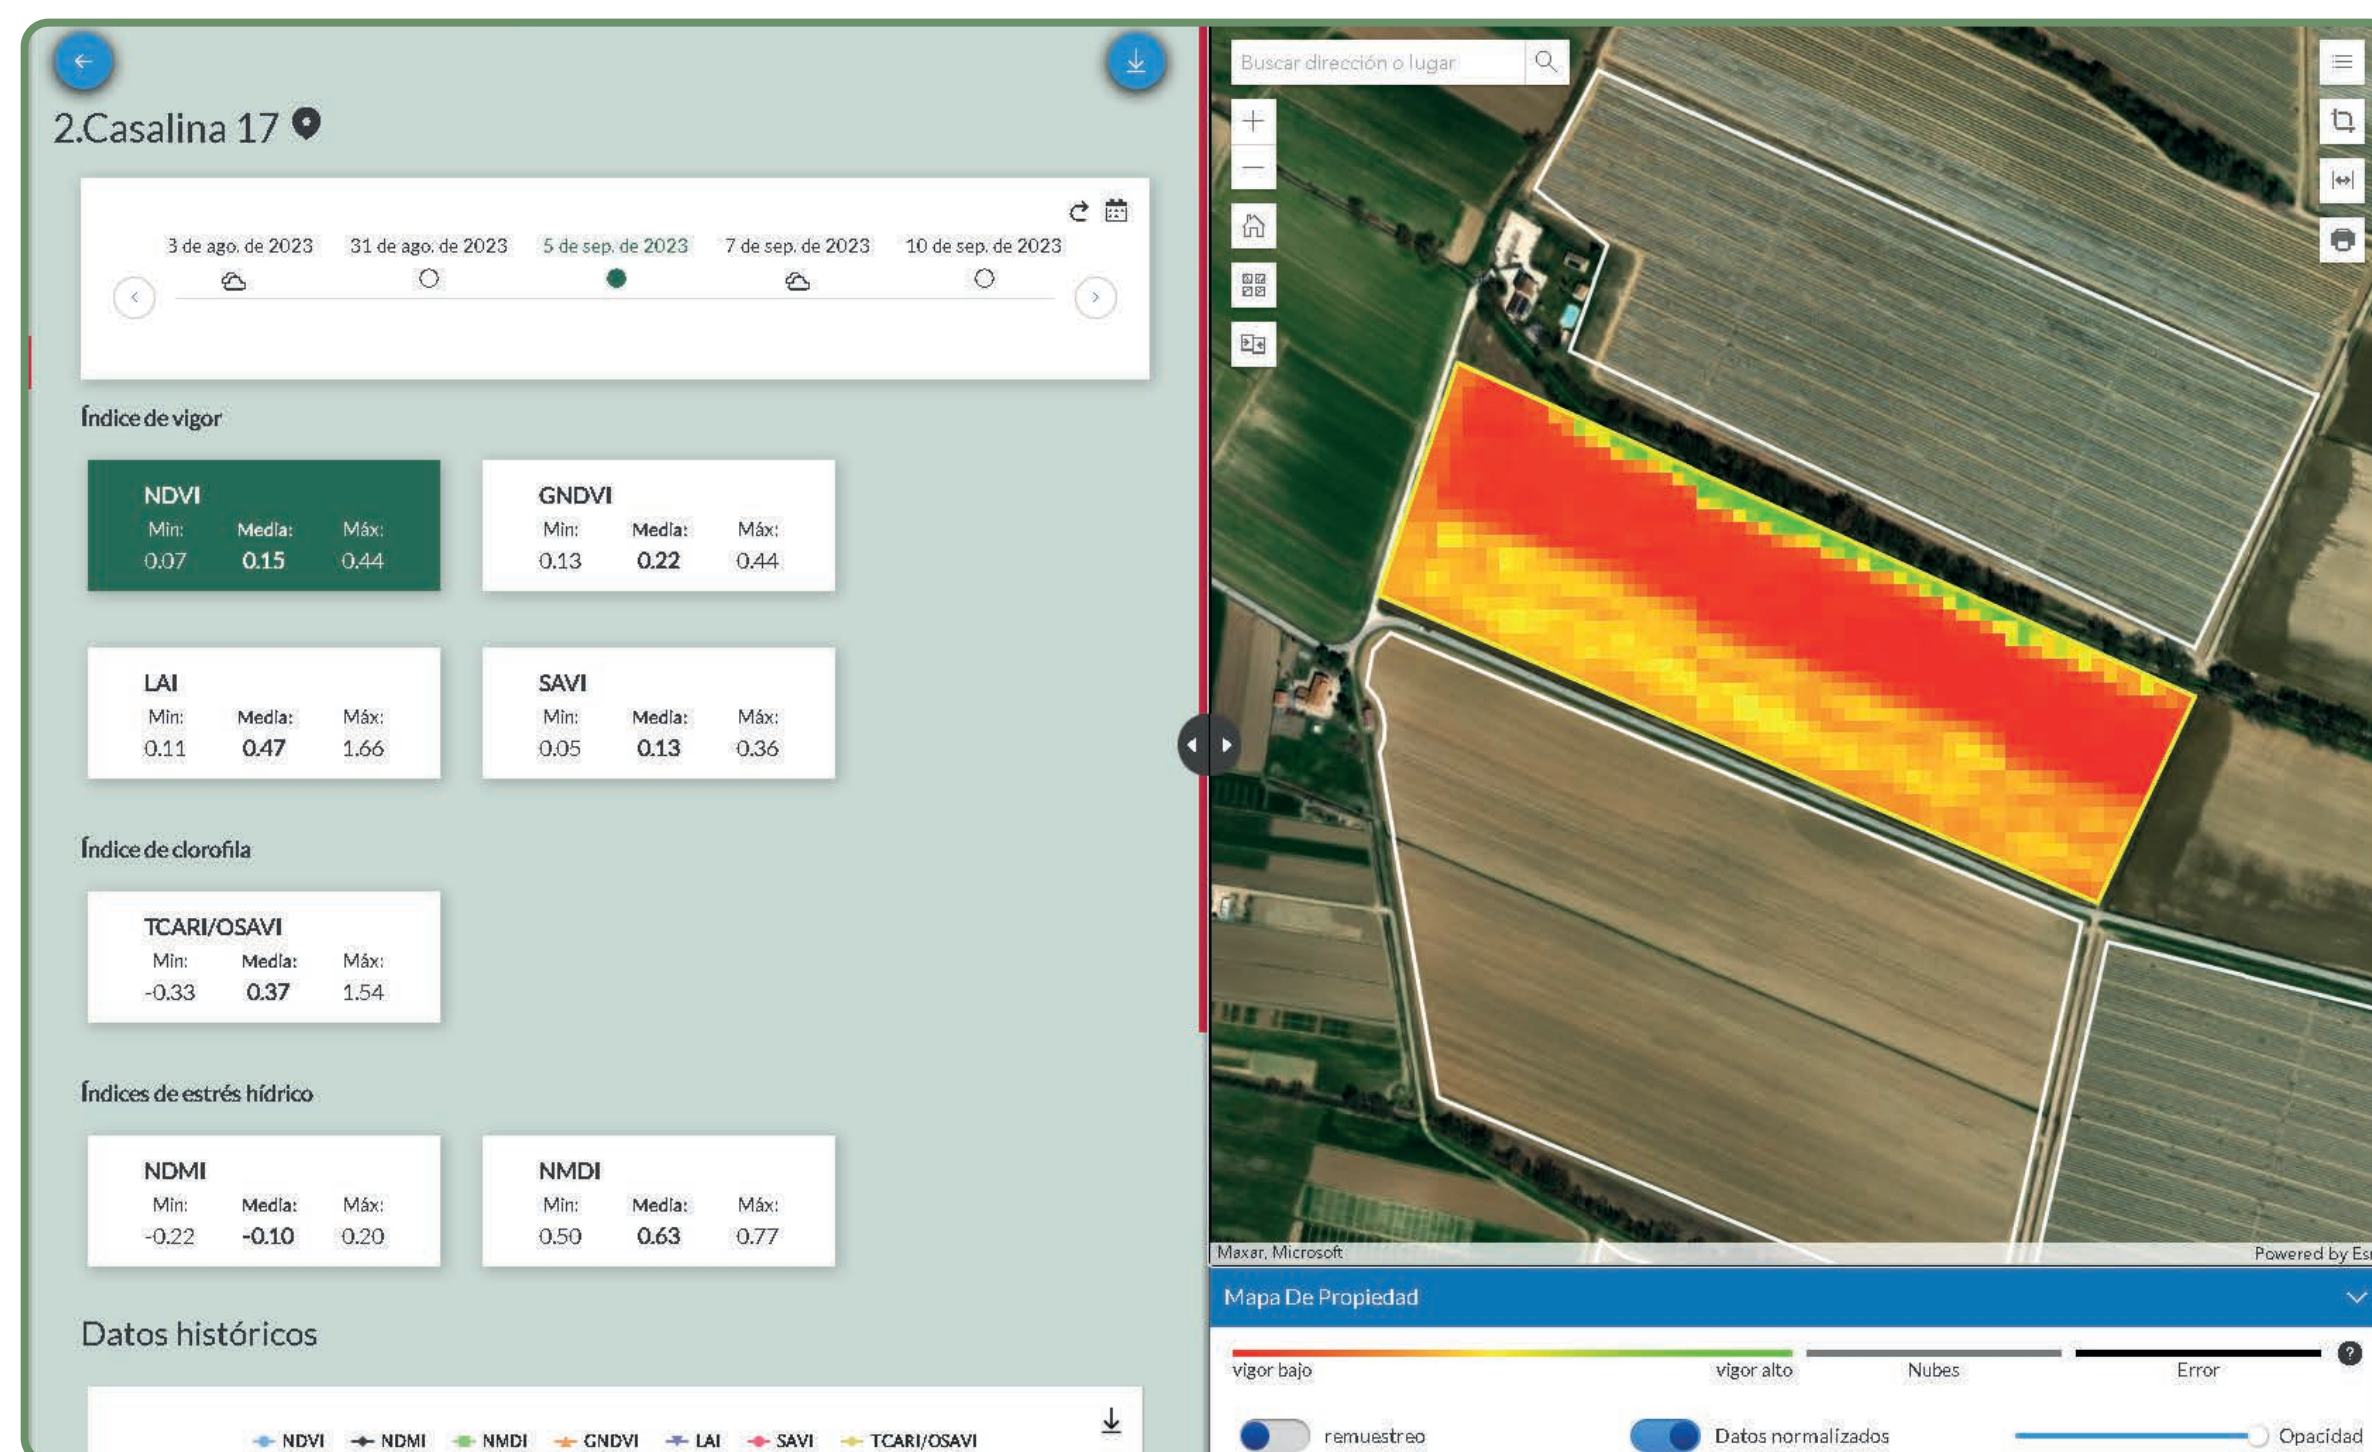 2.Casalina 17
3 de ago. de 2023 31 de ago. de 2023 5 de sep. de 2023 7 de sep. de 2023 10 de sep. de 2023
Índice de vigor
NDVI
Min: Media: Máx:
0.07 0.15 0.44
GNDVI
Min: Media: Máx:
0.13 0.22 0.44
LAI
Min: Media: Máx:
0.11 0.47 1.66
SAVI
Min: Media: Máx:
0.05 0.13 0.36
Índice de clorofila
TCARI/OSAVI
Min: Media: Máx:
-0.33 0.37 1.54
Índices de estrés hídrico
NDMI
Min: Media: Máx:
-0.22 -0.10 0.20
NMDI
Min: Media: Máx:
0.50 0.63 0.77
Datos históricos
NDVI NDMI NMDI GNDVI LAI SAVI TCARI/OSAVI
Buscar dirección o lugar
Maxar, Microsoft Powered by Esr
Mapa De Propiedad
vigor bajo vigor alto Nubes Error ?
remuestreo Datos normalizados Opacidad